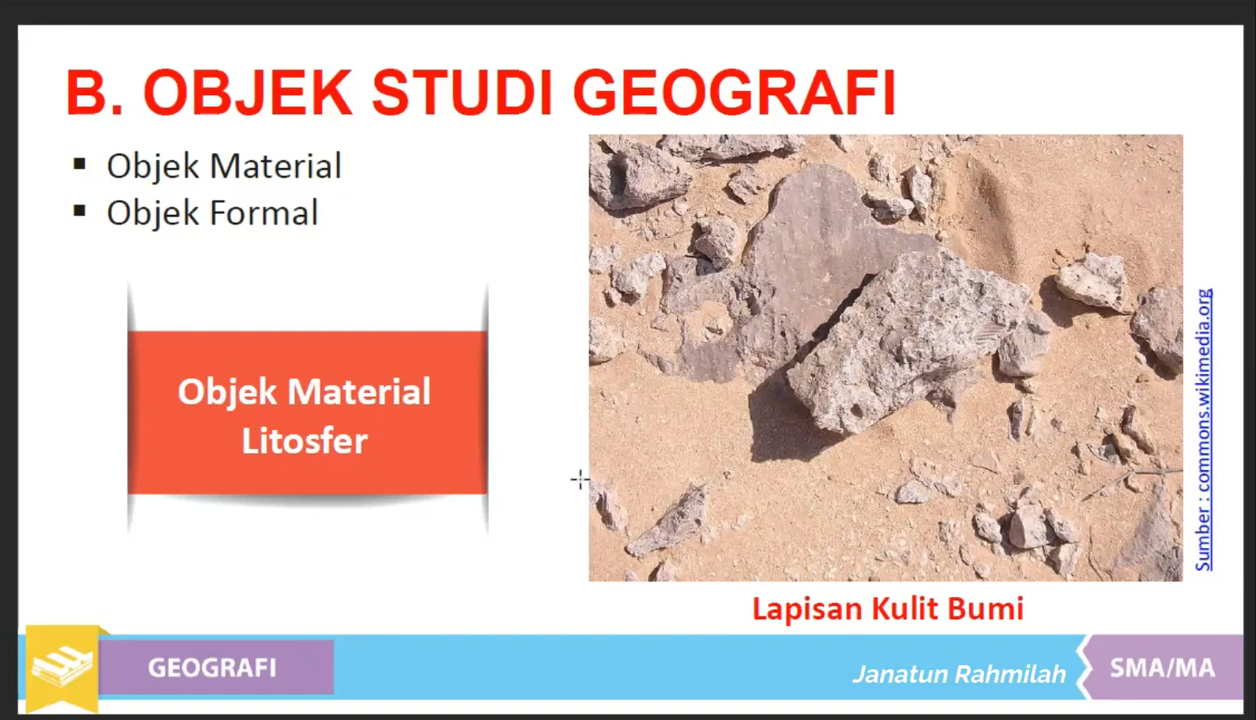 B. OBJEK STUDI GEOGRAFI
Objek Material
Objek Formal
Objek Material
Litosfer
Sumber : commons.wikimedia.org
Lapisan Kulit Bumi
GEOGRAFI
Janatun Rahmilah
SMA/MA